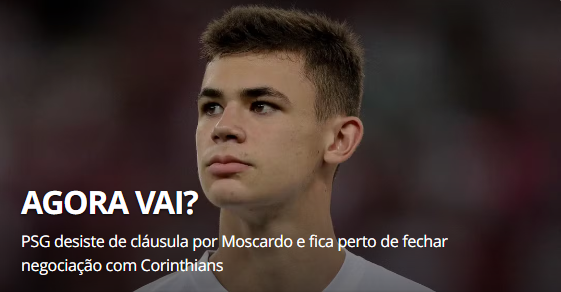 AGORA VAI?
PSG desiste de cláusula por Moscardo e fica perto de fechar
negociação com Corinthians